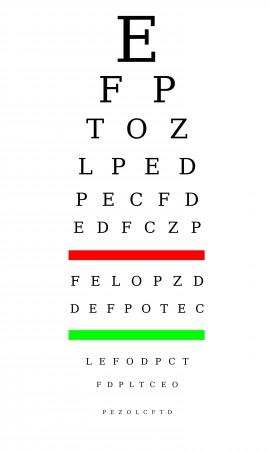 E
F P
T O Z
L P E D
P E C F D
E D F C Z P
F E L O P Z D
D E F P O T E C
L E F O D P C T
F D P L T C E O
P E Z O L C F T D